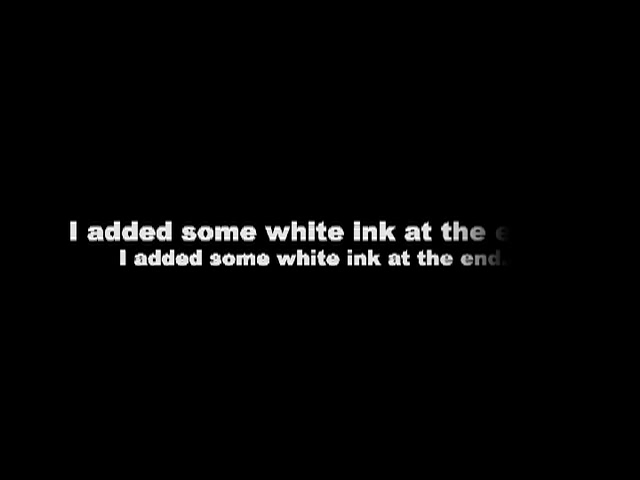 I added some white ink at the e
I added some white ink at the end.